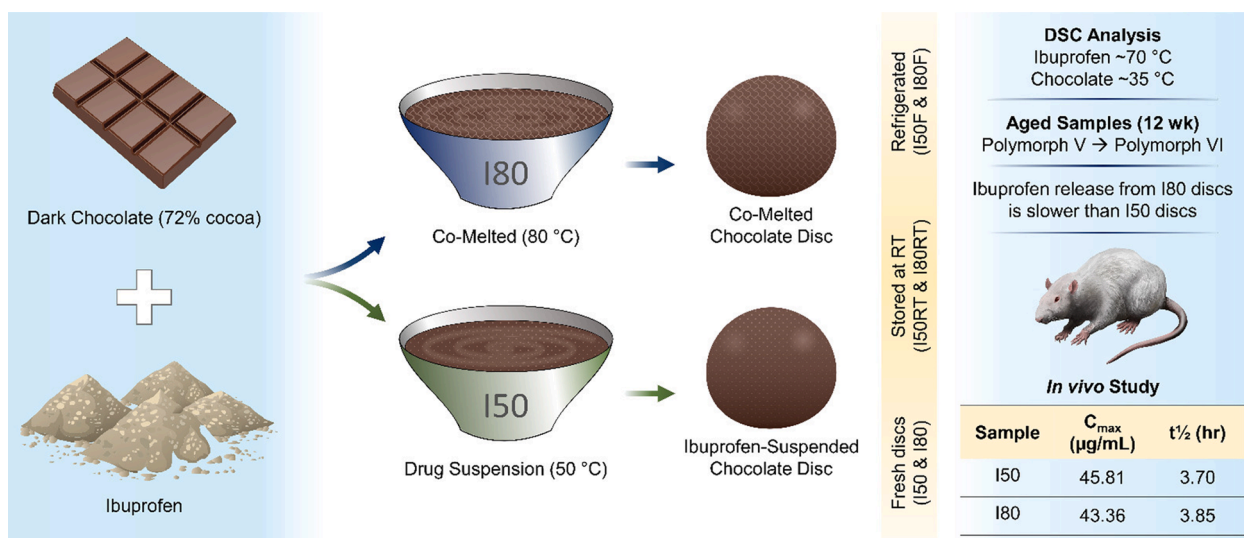 Dark Chocolate (72% cocoa)
Ibuprofen
I80
Co-Melted (80 °C)
I50
Drug Suspension (50 °C)
Co-Melted
Chocolate Disc
Ibuprofen-Suspended
Chocolate Disc
Refrigerated
(I50F & I80F)
Stored at RT
(I50RT & I80RT)
Fresh discs
(I50 & I80)
DSC Analysis
Ibuprofen ~70 °C
Chocolate ~35 °C
Aged Samples (12 wk)
Polymorph V → Polymorph VI
Ibuprofen release from I80 discs
is slower than I50 discs
In vivo Study
Sample Cmax (µg/mL) t½ (hr)
I50 45.81 3.70
I80 43.36 3.85